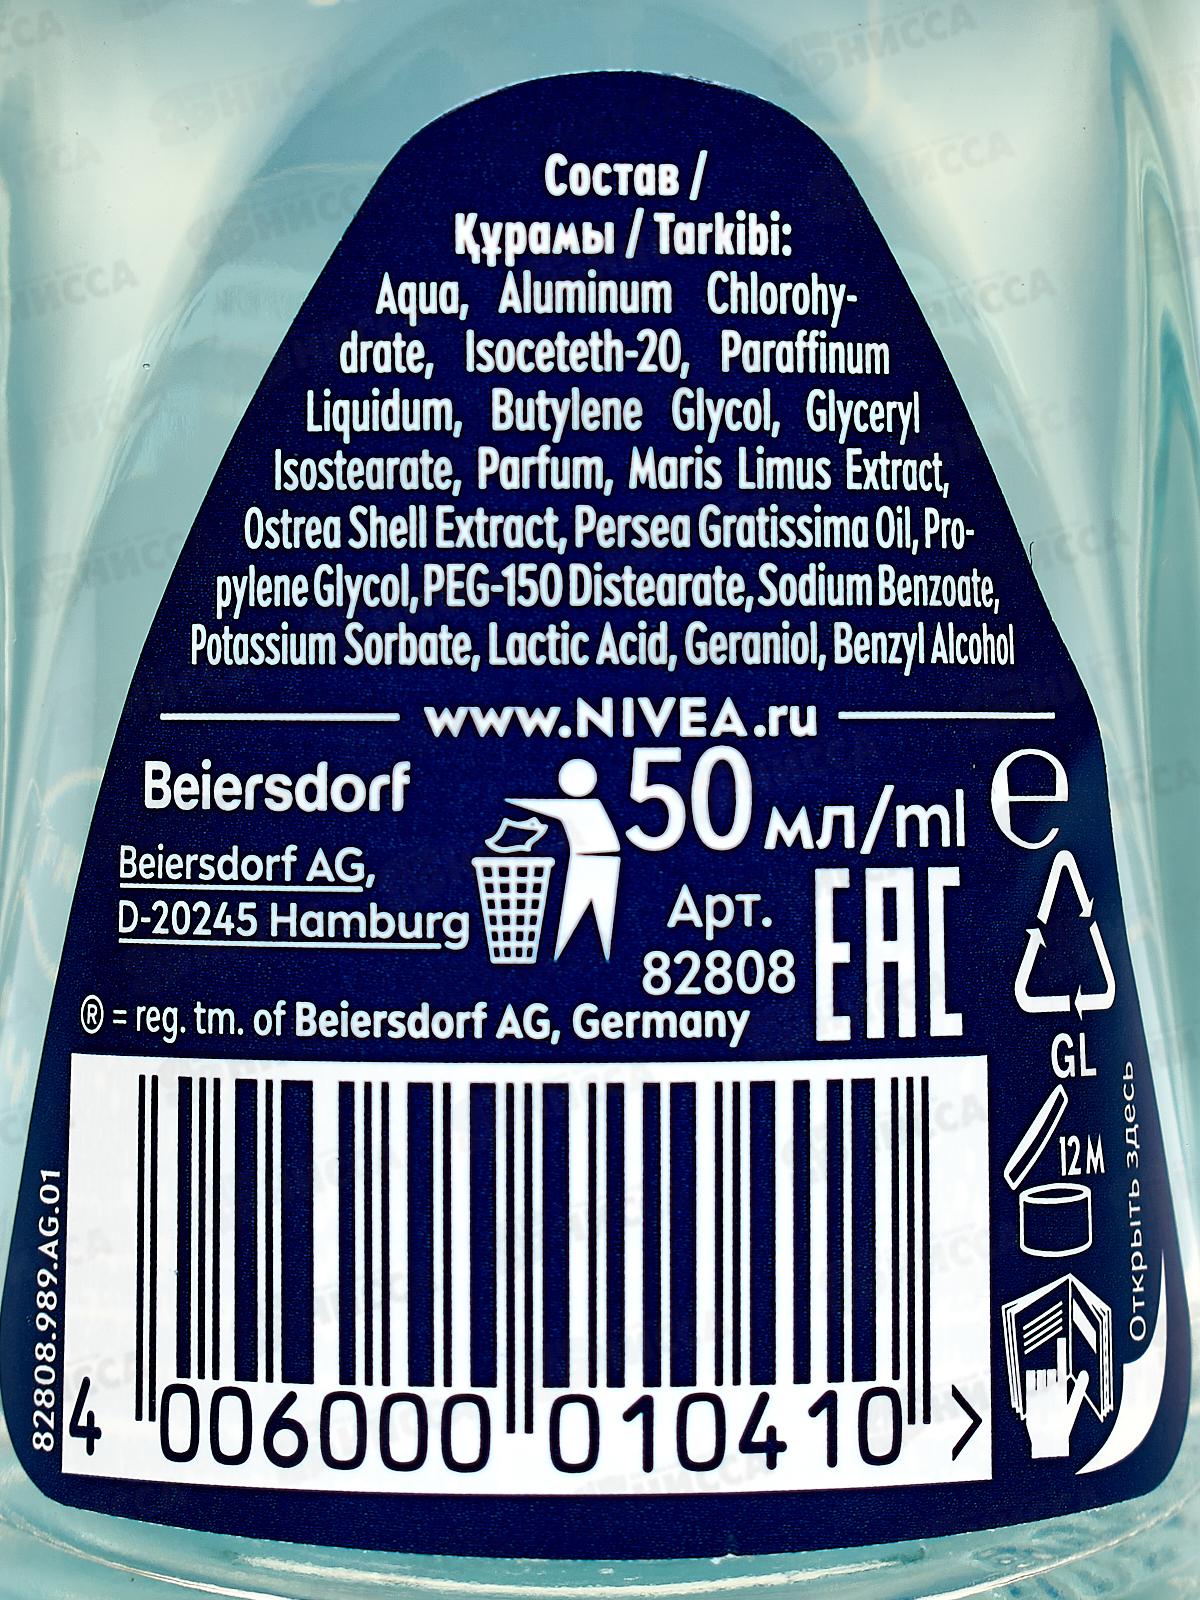 Состав /
Құрамы / Tarkibi:
Aqua, Aluminum Chlorohy-
drate, Isoceteth-20, Paraffinum
Liquidum, Butylene Glycol, Glyceryl
Isostearate, Parfum, Maris Limus Extract,
Ostrea Shell Extract, Persea Gratissima Oil, Pro-
pylene Glycol, PEG-150 Distearate, Sodium Benzoate,
Potassium Sorbate, Lactic Acid, Geraniol, Benzyl Alcohol
www.NIVEA.ru
Beiersdorf
Beiersdorf AG,
D-20245 Hamburg
50 мл/ml e
Арт.
82808
EAC
® = reg. tm. of Beiersdorf AG, Germany
GL
12M
Открыть здесь
82808.989.AG.01
4 006000 010410 >
БНИССА